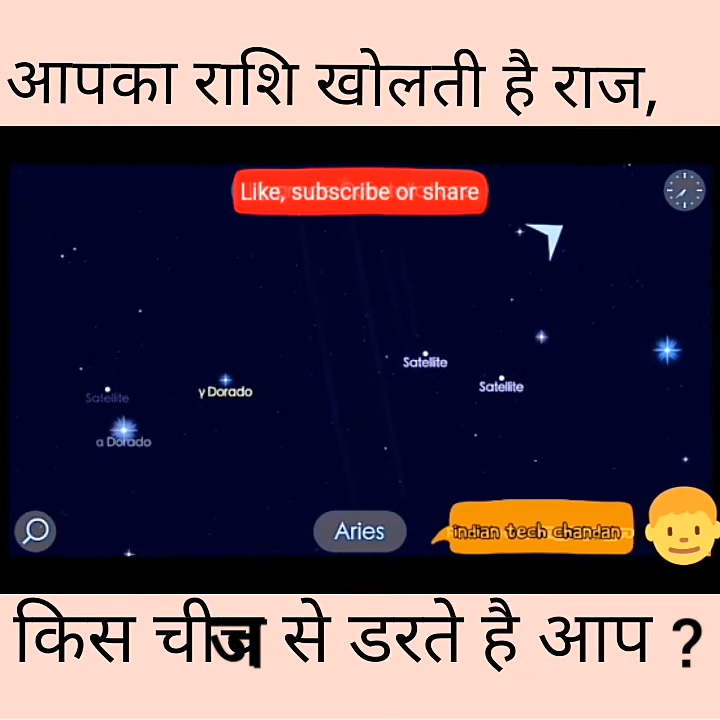 आपका राशि खोलती है राज,
Like, subscribe or share
Satellite
γ Dorado
Satellite
Satellite
α Dorado
Aries
indian tech chandan
किस चीज से डरते है आप ?